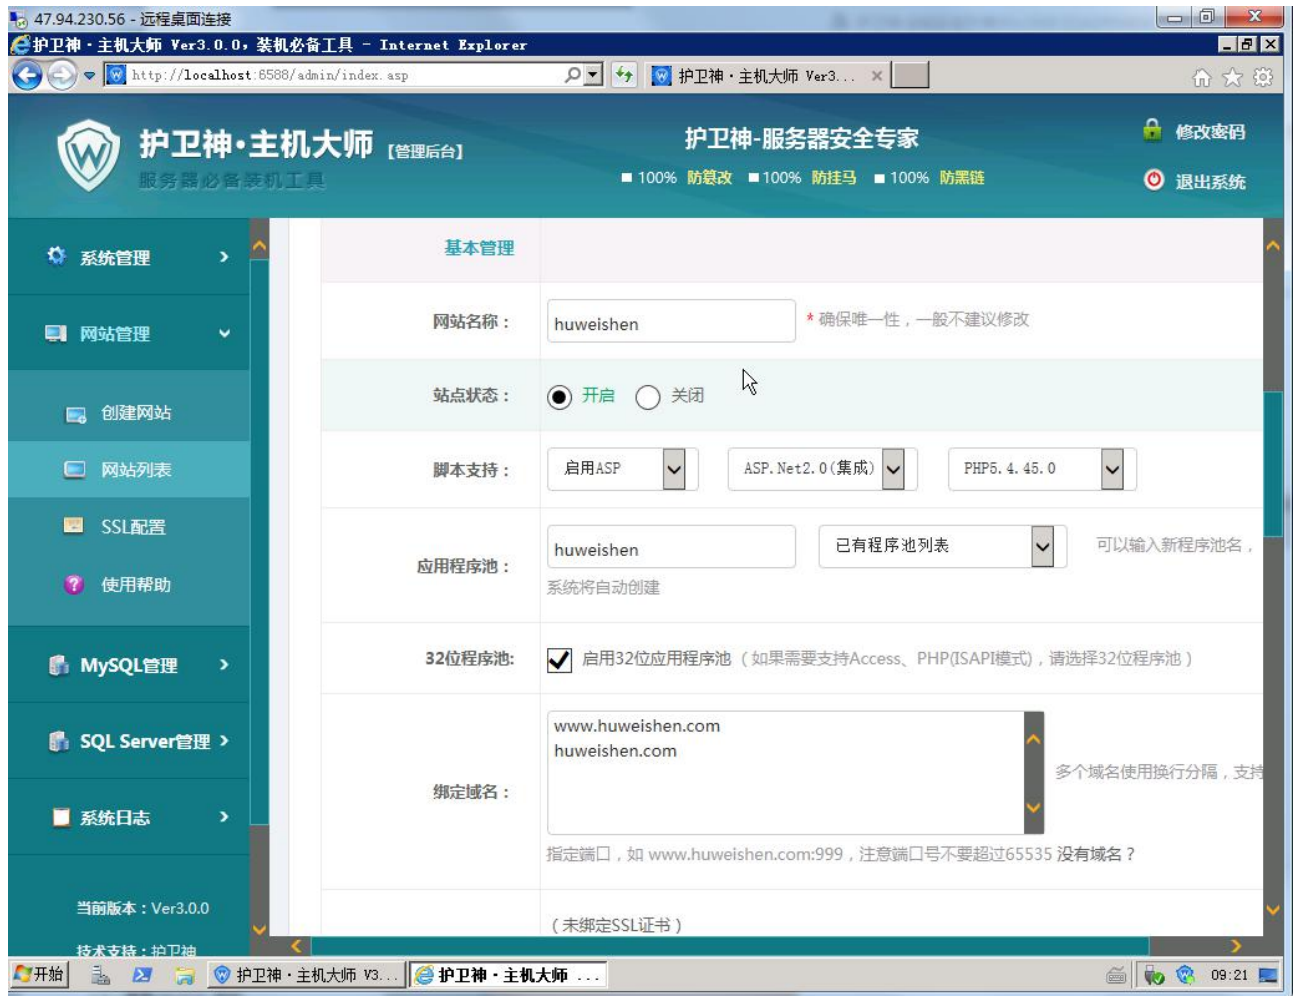 47.94.230.56 - 远程桌面连接
护卫神·主机大师 Ver3.0.0，装机必备工具 - Internet Explorer
http://localhost:6588/admin/index.asp
护卫神·主机大师 Ver3...
护卫神·主机大师 [管理后台]
服务器必备装机工具
护卫神-服务器安全专家
100% 防篡改 100% 防挂马 100% 防黑链
修改密码
退出系统
系统管理
网站管理
创建网站
网站列表
SSL配置
使用帮助
MySQL管理
SQL Server管理
系统日志
当前版本：Ver3.0.0
技术支持：护卫神
基本管理
网站名称：
huweishen
* 确保唯一性，一般不建议修改
站点状态：
开启 关闭
脚本支持：
启用ASP
ASP.Net2.0(集成)
PHP5.4.45.0
应用程序池：
huweishen
已有程序池列表
可以输入新程序池名，
系统将自动创建
32位程序池:
启用32位应用程序池（如果需要支持Access、PHP(ISAPI模式)，请选择32位程序池）
绑定域名：
www.huweishen.com
huweishen.com
多个域名使用换行分隔，支持
指定端口，如 www.huweishen.com:999，注意端口号不要超过65535 没有域名？
（未绑定SSL证书）
开始
护卫神·主机大师 V3...
护卫神·主机大师 ...
09:21